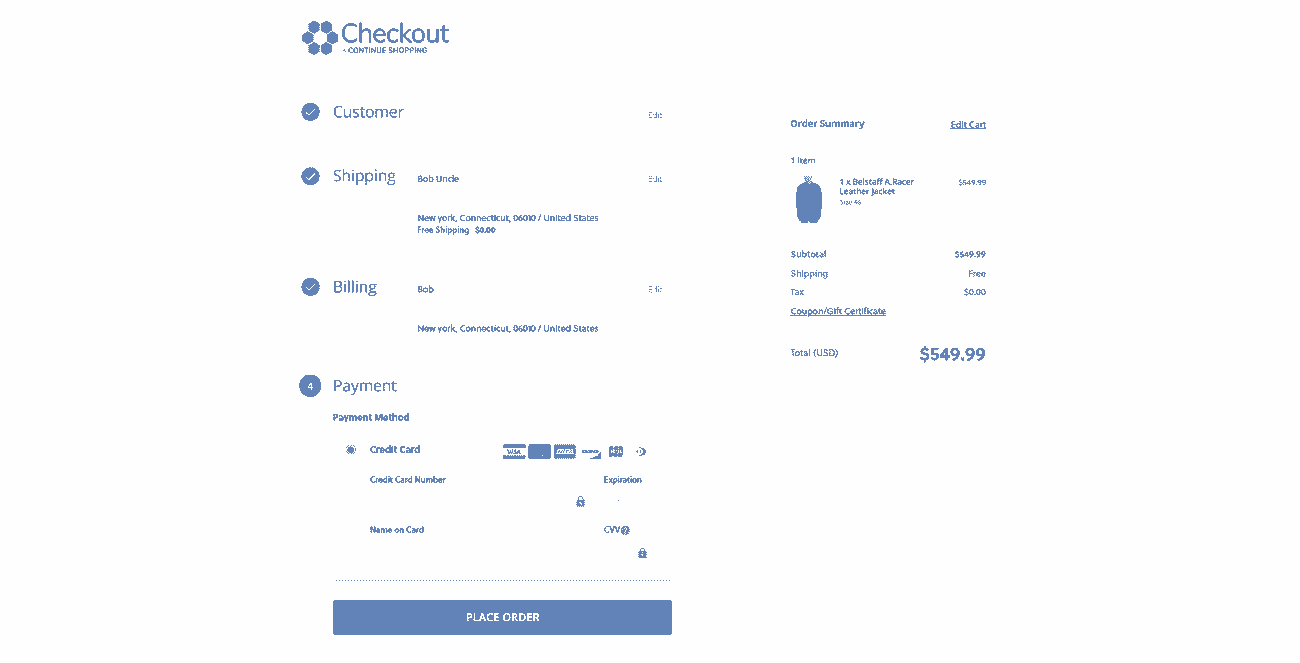 Checkout
< CONTINUE SHOPPING
Customer
Edit
Shipping
Bob Uncle
Edit
New york, Connecticut, 06010 / United States
Free Shipping $0.00
Billing
Bob
Edit
New york, Connecticut, 06010 / United States
4 Payment
Payment Method
Credit Card
VISA
Credit Card Number
Expiration
Name on Card
CVV
PLACE ORDER
Order Summary
Edit Cart
1 Item
1 x Belstaff A.Racer
$549.99
Leather Jacket
Size 46
Subtotal
$549.99
Shipping
Free
Tax
$0.00
Coupon/Gift Certificate
Total (USD)
$549.99